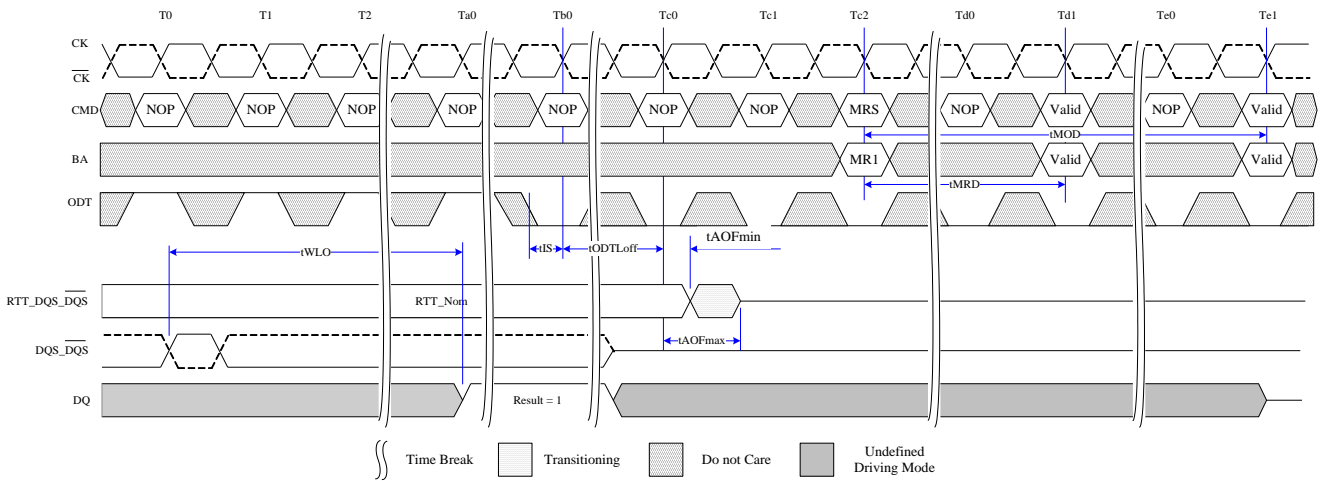 T0 T1 T2 Ta0 Tb0 Tc0 Tc1 Tc2 Td0 Td1 Te0 Te1
CK
CK
CMD NOP NOP NOP NOP NOP NOP NOP MRS NOP Valid NOP Valid
tMOD
BA MR1 Valid Valid
tMRD
ODT
tAOFmin
tWLO tIS tODTLoff
RTT_DQS_DQS RTT_Nom
tAOFmax
DQS_DQS
DQ Result = 1
Time Break Transitioning Do not Care Undefined
Driving Mode